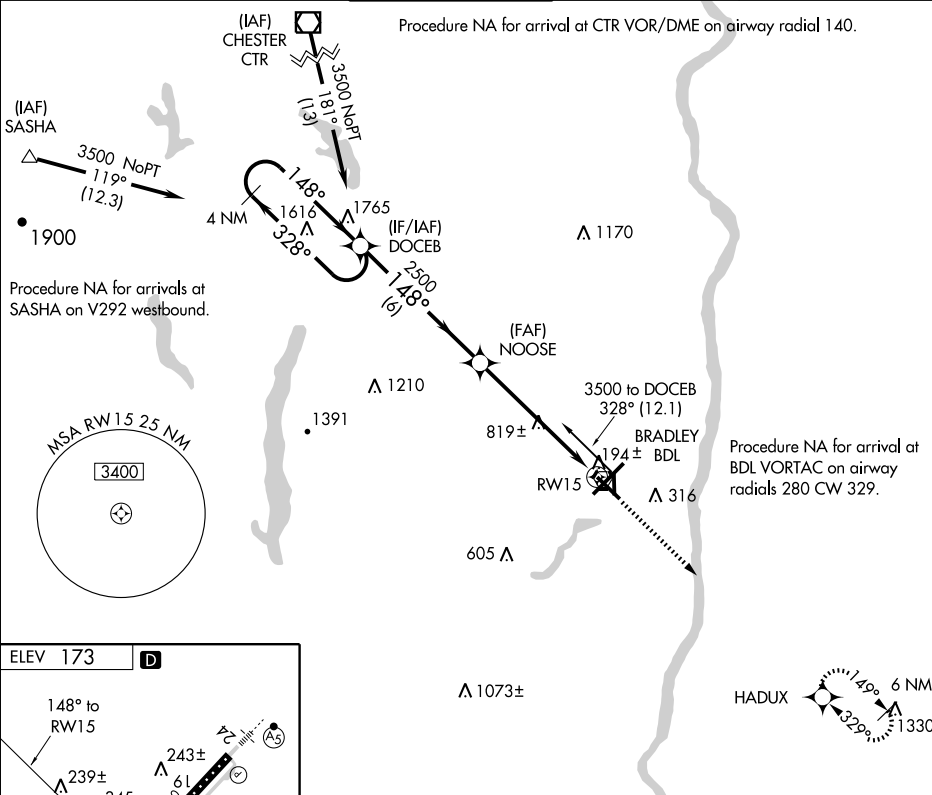 (IAF)
CHESTER
CTR
Procedure NA for arrival at CTR VOR/DME on airway radial 140.
3500 NoPT
181°
(13)
(IAF)
SASHA
3500 NoPT
119°
(12.3)
1900
Procedure NA for arrivals at
SASHA on V292 westbound.
4 NM
148°
1616
328°
1765
(IF/IAF)
DOCEB
1170
2500
148°
(6)
(FAF)
NOOSE
1210
1391
3500 to DOCEB
328° (12.1)
819±
BRADLEY
BDL
194±
RW15
316
Procedure NA for arrival at
BDL VORTAC on airway
radials 280 CW 329.
MSA RW15 25 NM
3400
605
1073±
HADUX
149°
329°
6 NM
1330
ELEV 173
D
148° to
RW15
24
A5
243±
239±
19
P